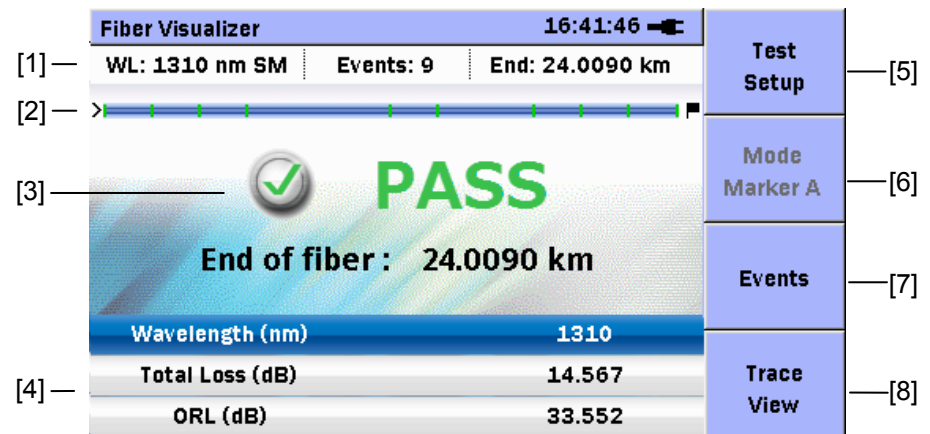 Fiber Visualizer 16:41:46
[1] WL: 1310 nm SM Events: 9 End: 24.0090 km
[2]
[3] PASS
End of fiber: 24.0090 km
Wavelength (nm) 1310
[4] Total Loss (dB) 14.567
ORL (dB) 33.552
Test
Setup
[5]
Mode
Marker A
[6]
Events
[7]
Trace
View
[8]